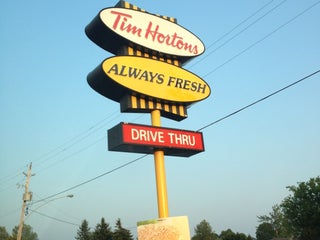 Tim Hortons
ALWAYS FRESH
DRIVE THRU